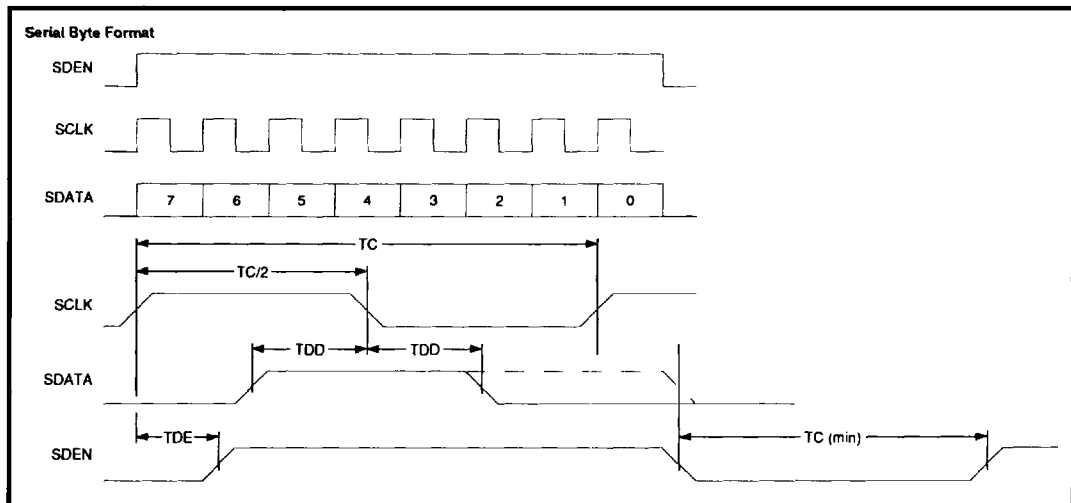 Serial Byte Format
SDEN
SCLK
SDATA
7 6 5 4 3 2 1 0
TC
TC/2
SCLK
TDD TDD
SDATA
TDE
TC (min)
SDEN